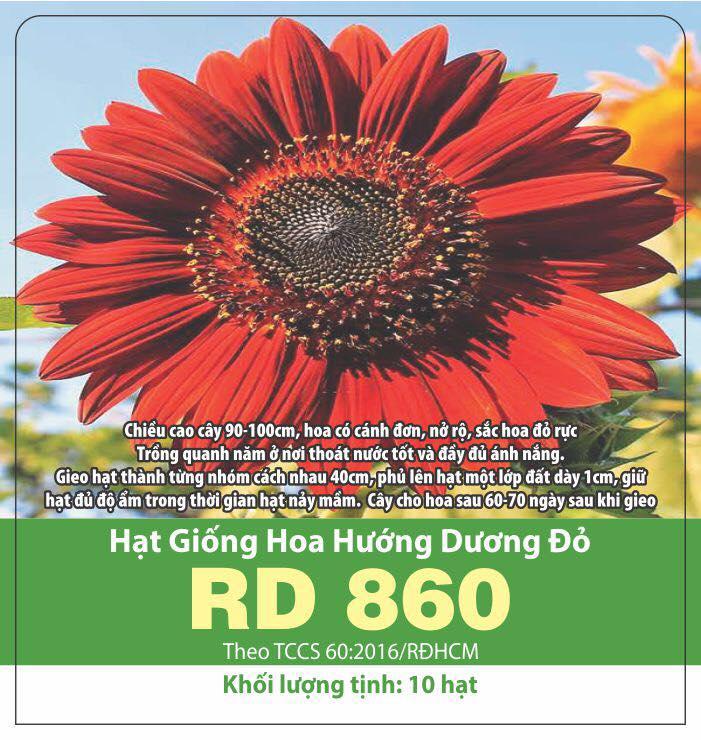 Chiều cao cây 90-100cm, hoa có cánh đơn, nở rộ, sắc hoa đỏ rực
Trồng quanh năm ở nơi thoát nước tốt và đầy đủ ánh nắng.
Gieo hạt thành từng nhóm cách nhau 40cm, phủ lên hạt một lớp đất dày 1cm, giữ
hạt đủ độ ẩm trong thời gian hạt nảy mầm. Cây cho hoa sau 60-70 ngày sau khi gieo
Hạt Giống Hoa Hướng Dương Đỏ
RD 860
Theo TCCS 60:2016/RĐHCM
Khối lượng tịnh: 10 hạt